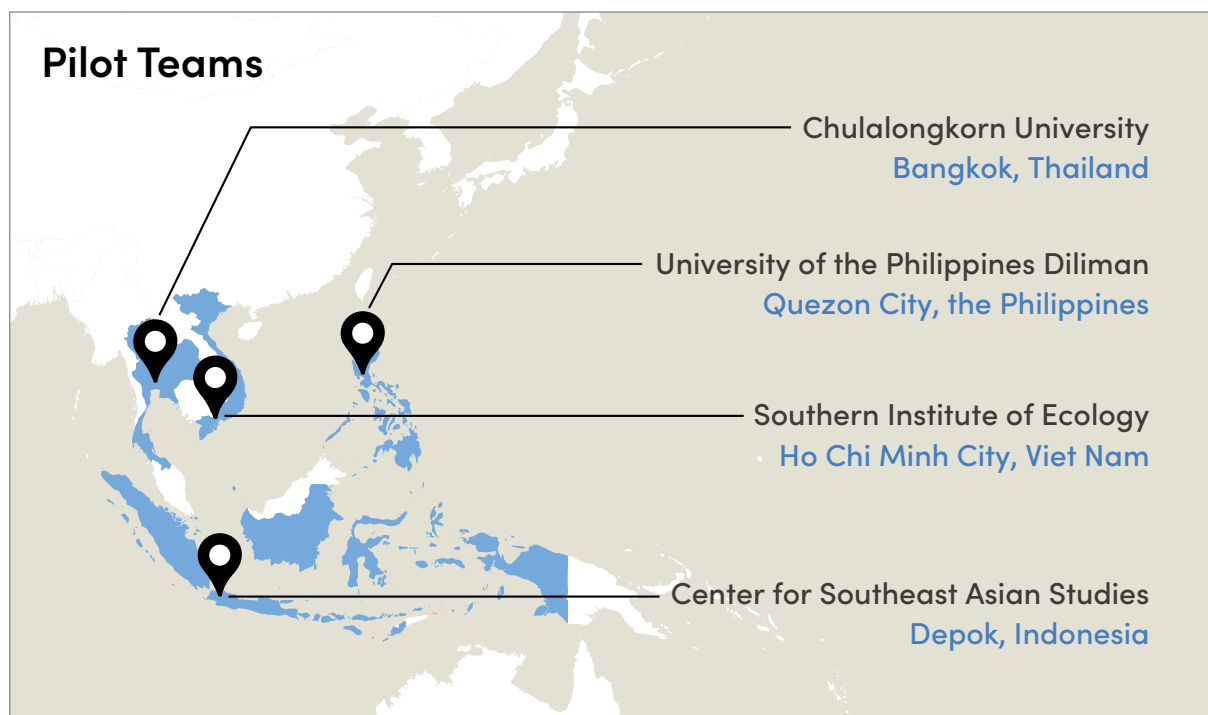 Pilot Teams
Chulalongkorn University
Bangkok, Thailand
University of the Philippines Diliman
Quezon City, the Philippines
Southern Institute of Ecology
Ho Chi Minh City, Viet Nam
Center for Southeast Asian Studies
Depok, Indonesia